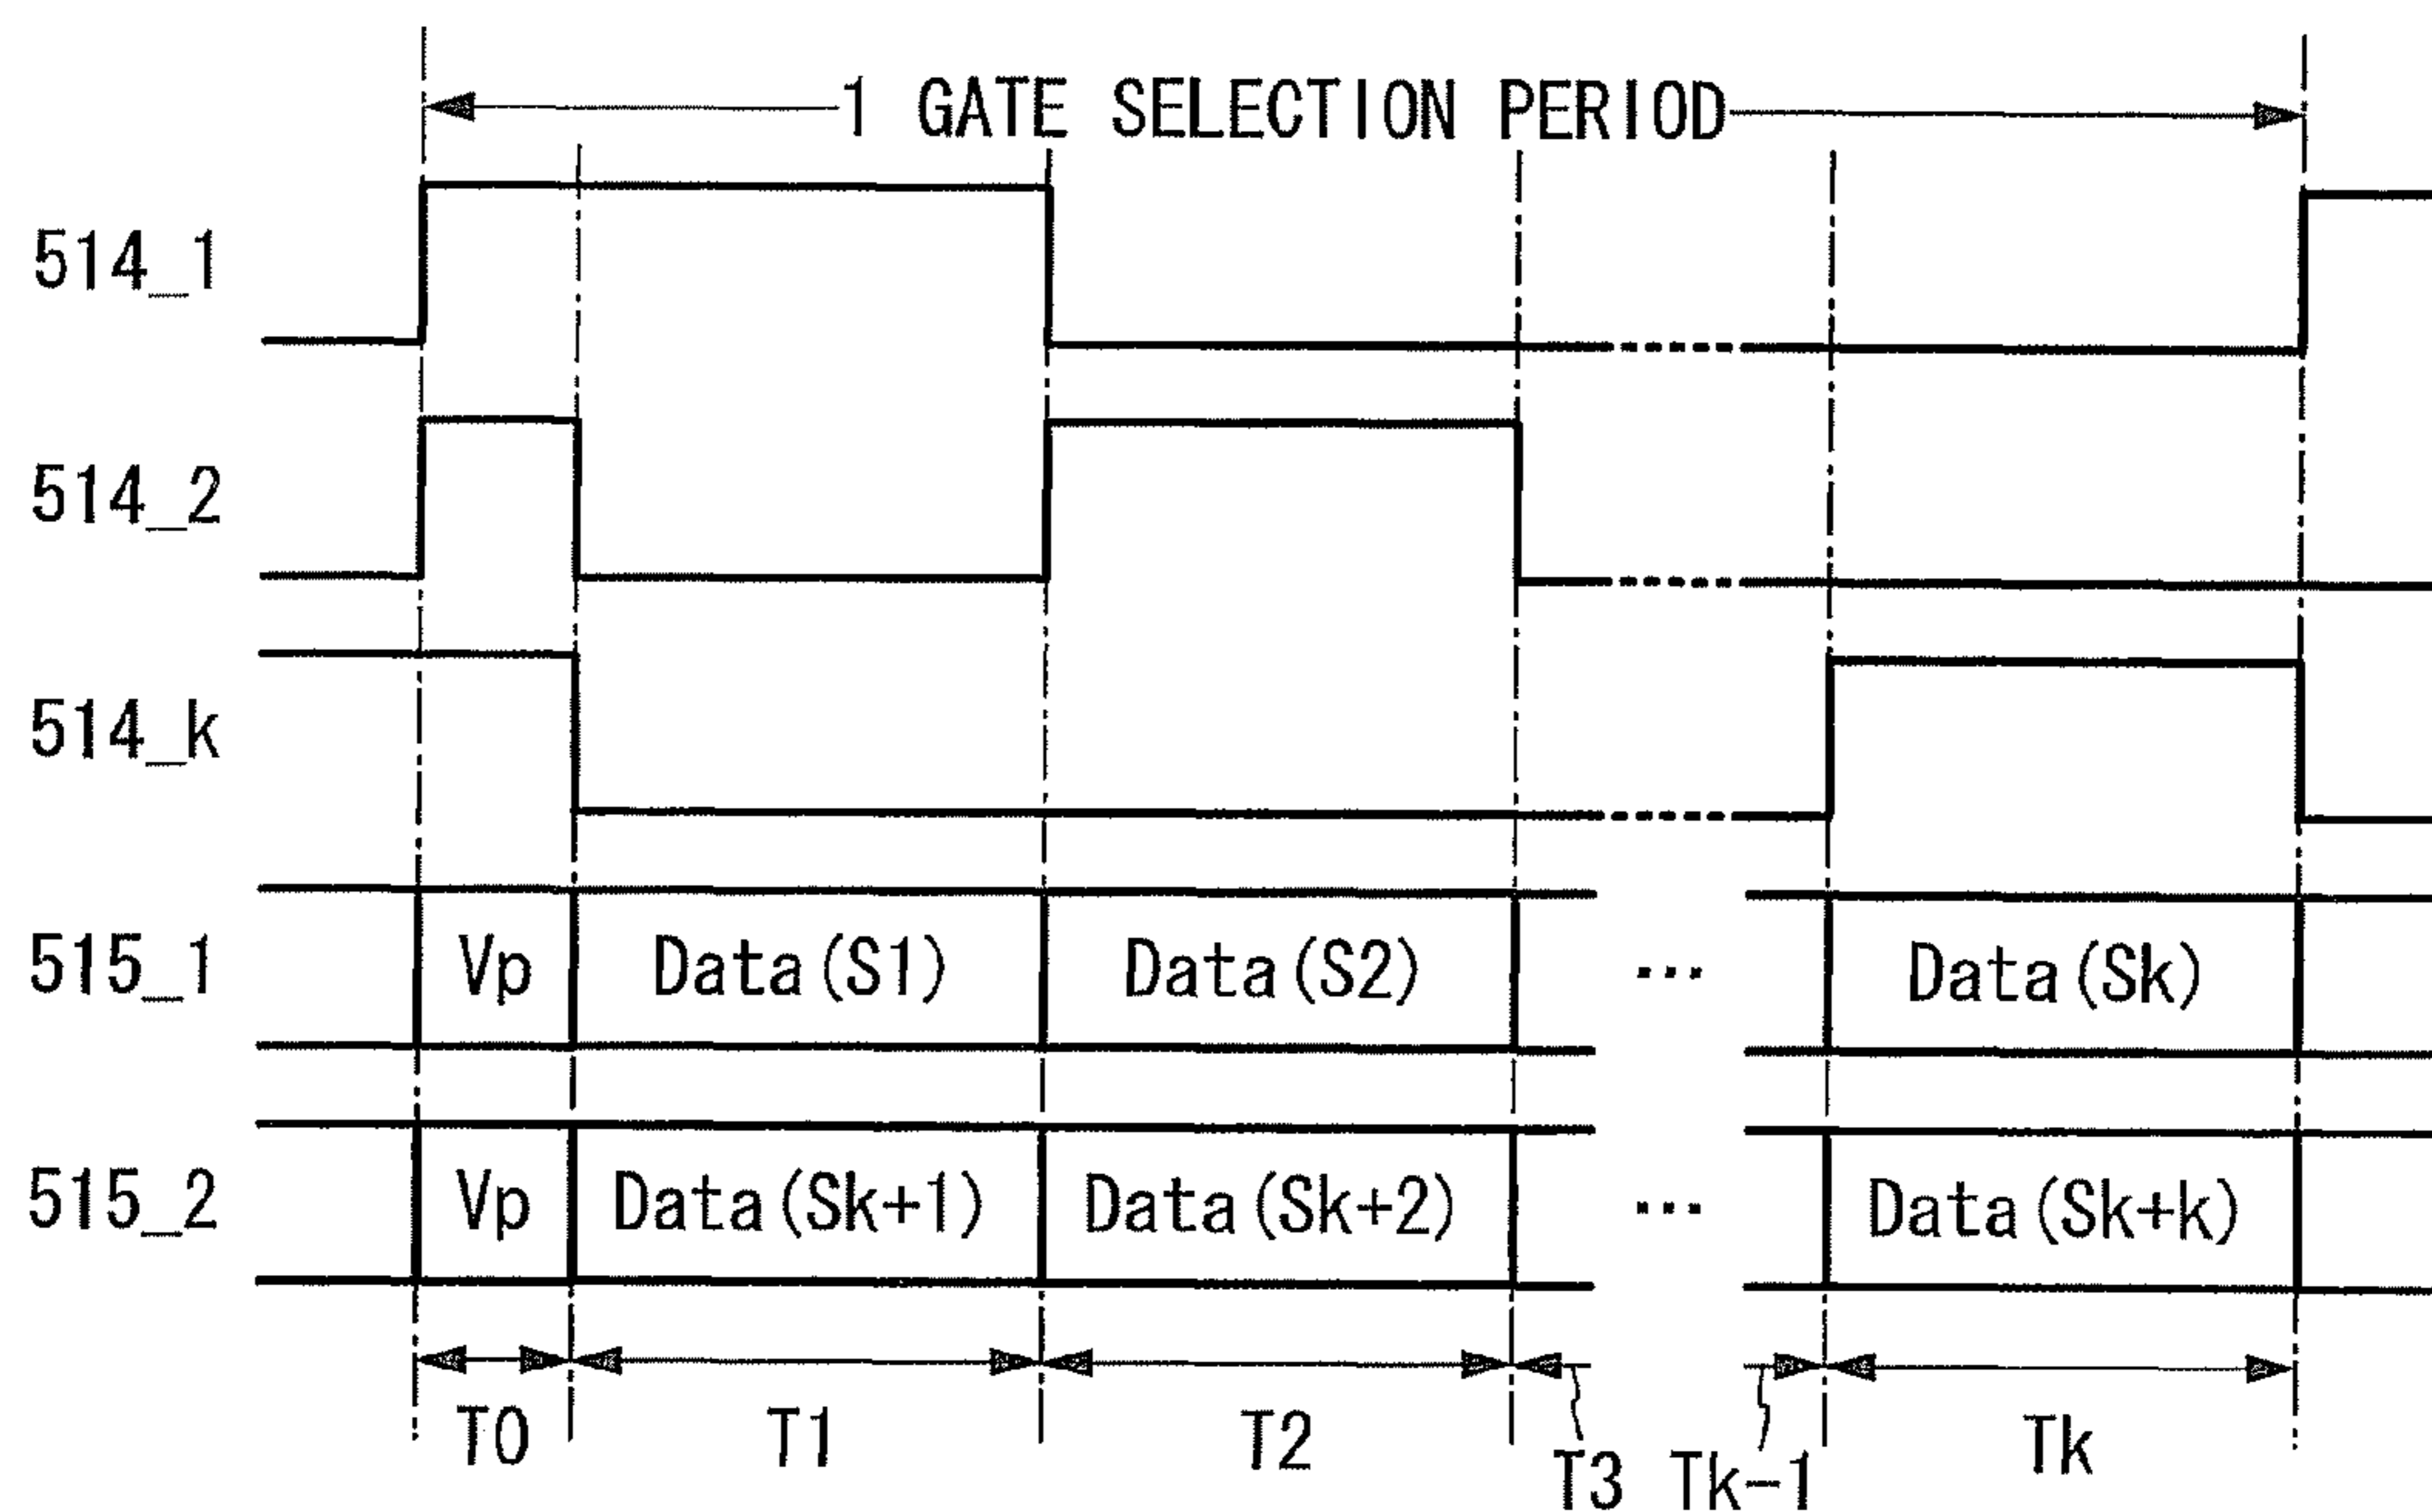 1 GATE SELECTION PERIOD
514_1
514_2
514_k
515_1 Vp Data(S1) Data(S2) ... Data(Sk)
515_2 Vp Data(Sk+1) Data(Sk+2) ... Data(Sk+k)
T0 T1 T2 T3 Tk-1 Tk